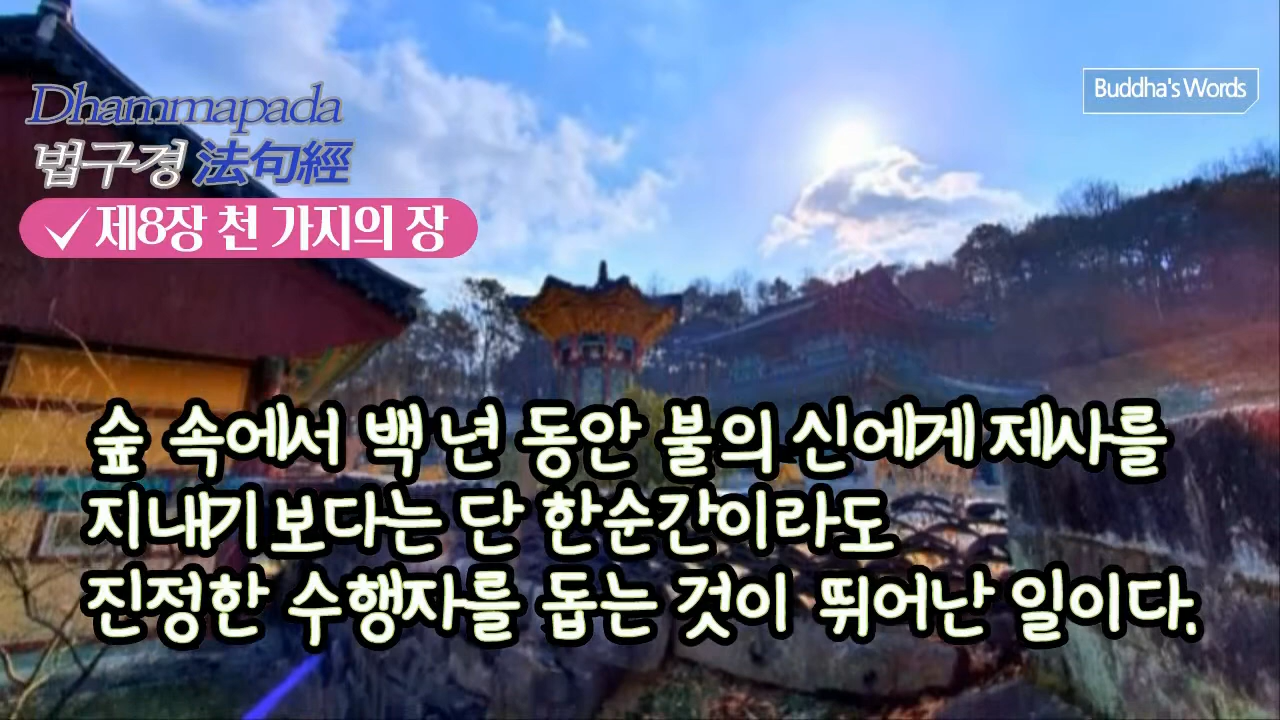 Dhammapada
Buddha's Words
법구경 法句經
제8장 천 가지의 장
숲 속에서 백 년 동안 불의 신에게 제사를
지내기 보다는 단 한순간이라도
진정한 수행자를 돕는 것이 뛰어난 일이다.